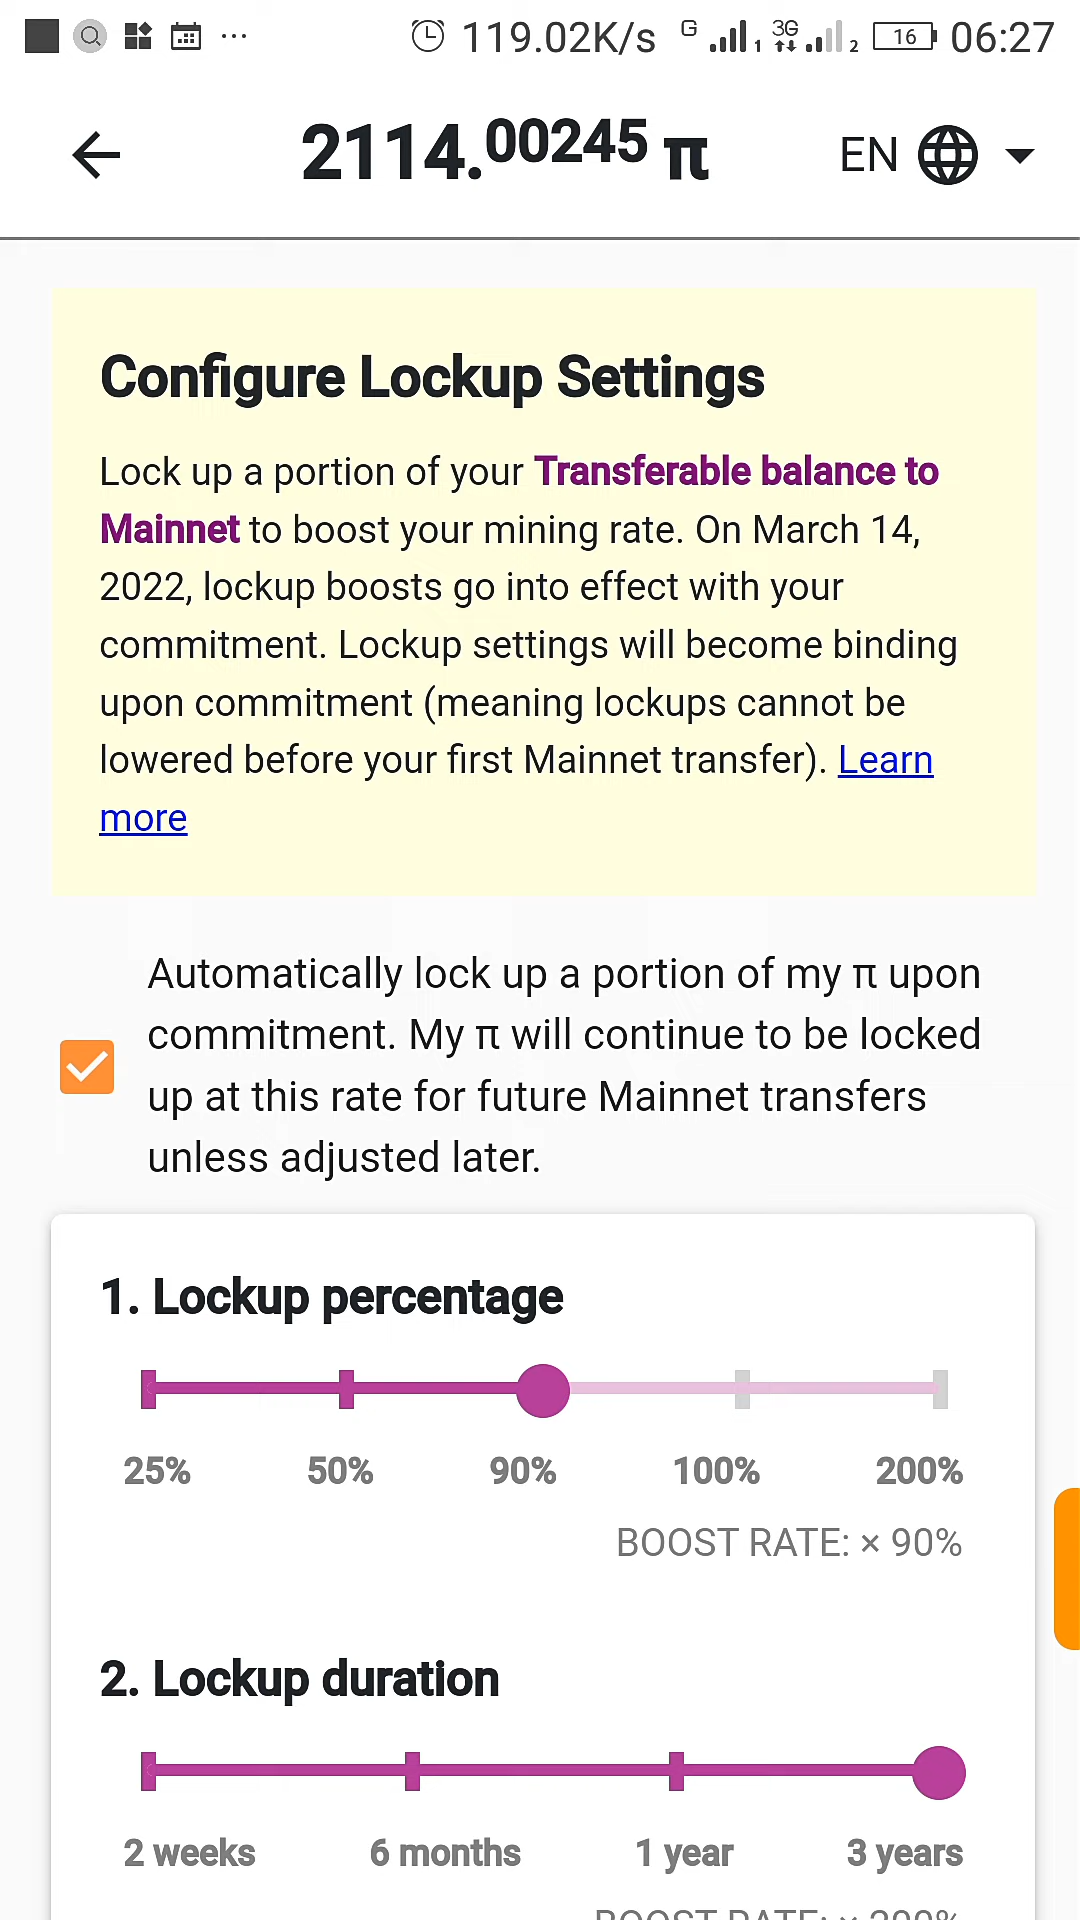 119.02K/s G 1 3G 2 16 06:27
2114.00245 π EN
Configure Lockup Settings
Lock up a portion of your Transferable balance to
Mainnet to boost your mining rate. On March 14,
2022, lockup boosts go into effect with your
commitment. Lockup settings will become binding
upon commitment (meaning lockups cannot be
lowered before your first Mainnet transfer). Learn
more
Automatically lock up a portion of my π upon
commitment. My π will continue to be locked
up at this rate for future Mainnet transfers
unless adjusted later.
1. Lockup percentage
25% 50% 90% 100% 200%
BOOST RATE: × 90%
2. Lockup duration
2 weeks 6 months 1 year 3 years
BOOST RATE: ×